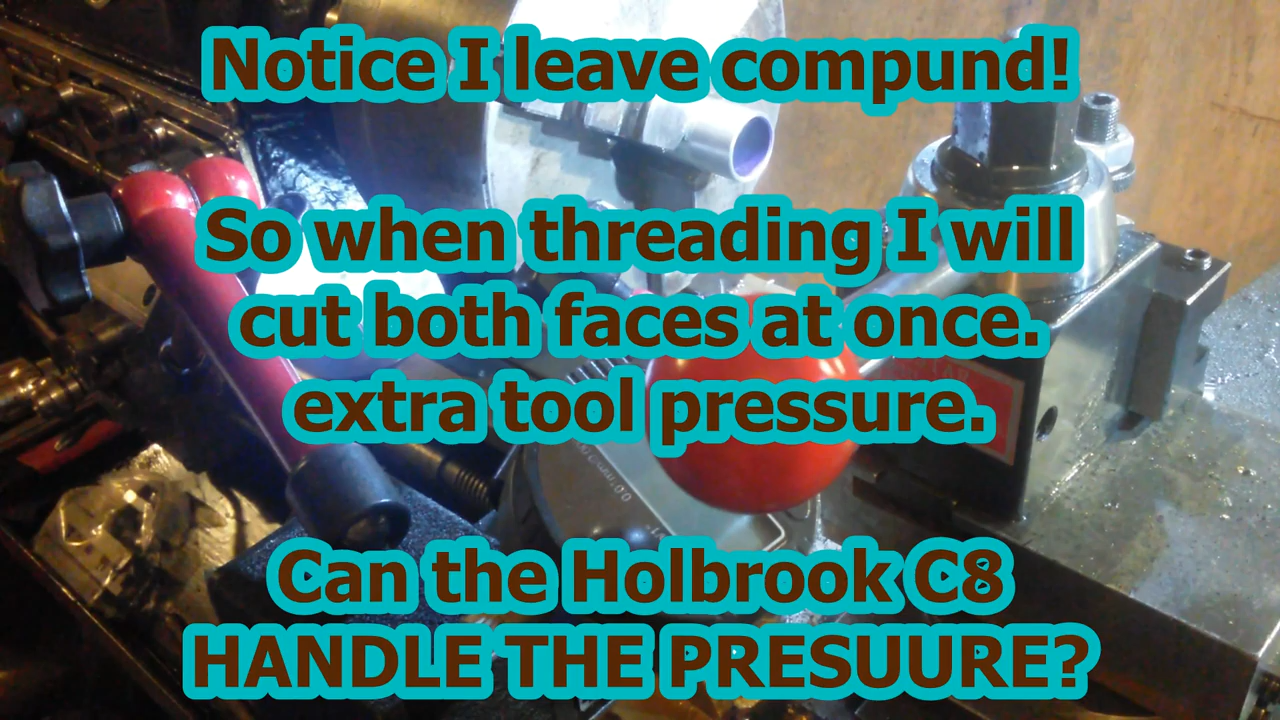 Notice I leave compund!
So when threading I will
cut both faces at once.
extra tool pressure.
Can the Holbrook C8
HANDLE THE PRESUURE?